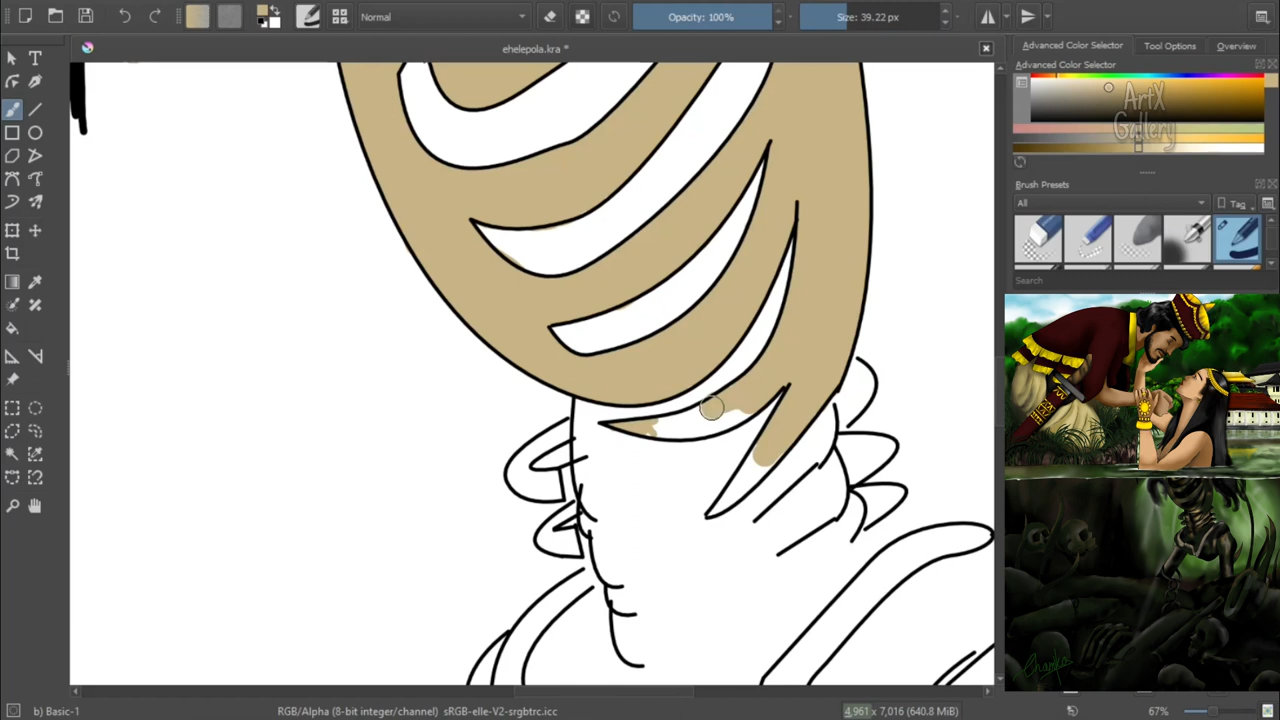 Normal
Opacity: 100%
Size: 39.22 px
ehelepola.kra *
Advanced Color Selector
Tool Options
Overview
Advanced Color Selector
ArtX
Gallery
Brush Presets
All
Tag
Search
Chamika
b) Basic-1
RGB/Alpha (8-bit integer/channel) sRGB-elle-V2-srgbtrc.icc
4,961 x 7,016 (640.8 MiB)
67%